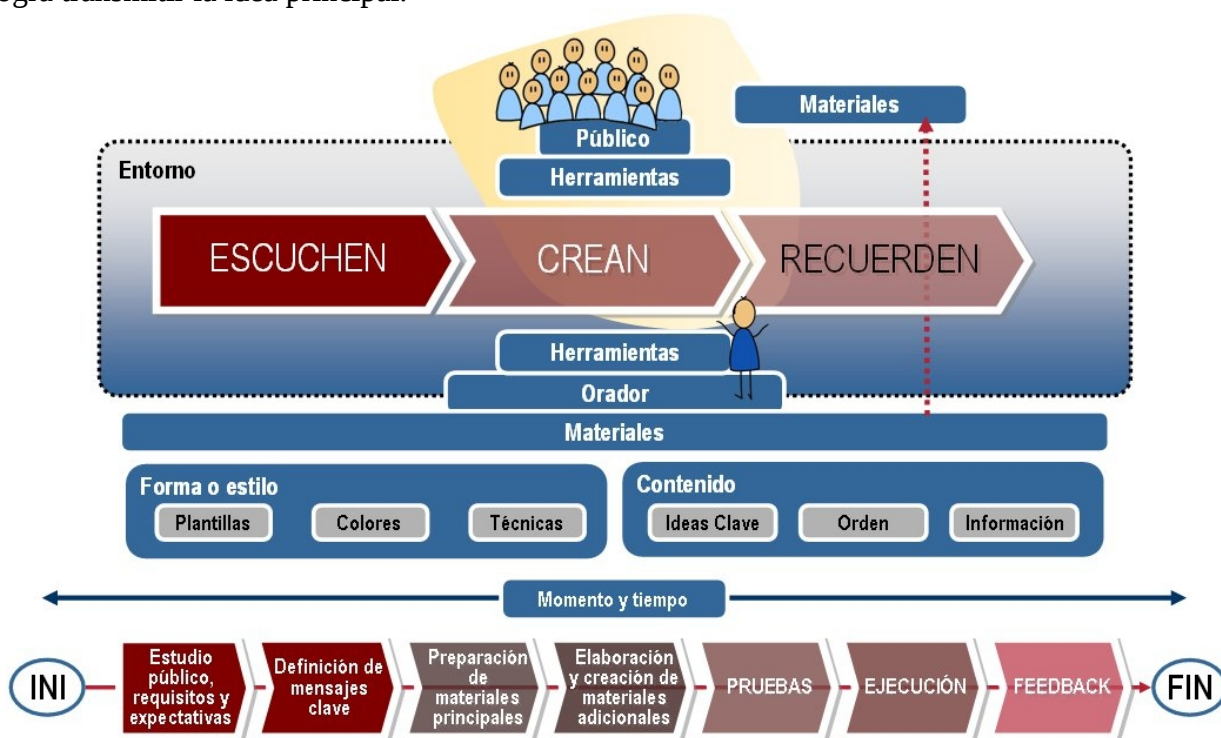 transmitir la idea principal.
Materiales
Público
Entorno
Herramientas
ESCUCHEN
CREAN
RECUERDEN
Herramientas
Orador
Materiales
Forma o estilo
Plantillas
Colores
Técnicas
Contenido
Ideas Clave
Orden
Información
Momento y tiempo
INI
Estudio
público,
requisitos y
expectativas
Definición de
mensajes
clave
Preparación
de
materiales
principales
Elaboración
y creación de
materiales
adicionales
PRUEBAS
EJECUCIÓN
FEEDBACK
FIN